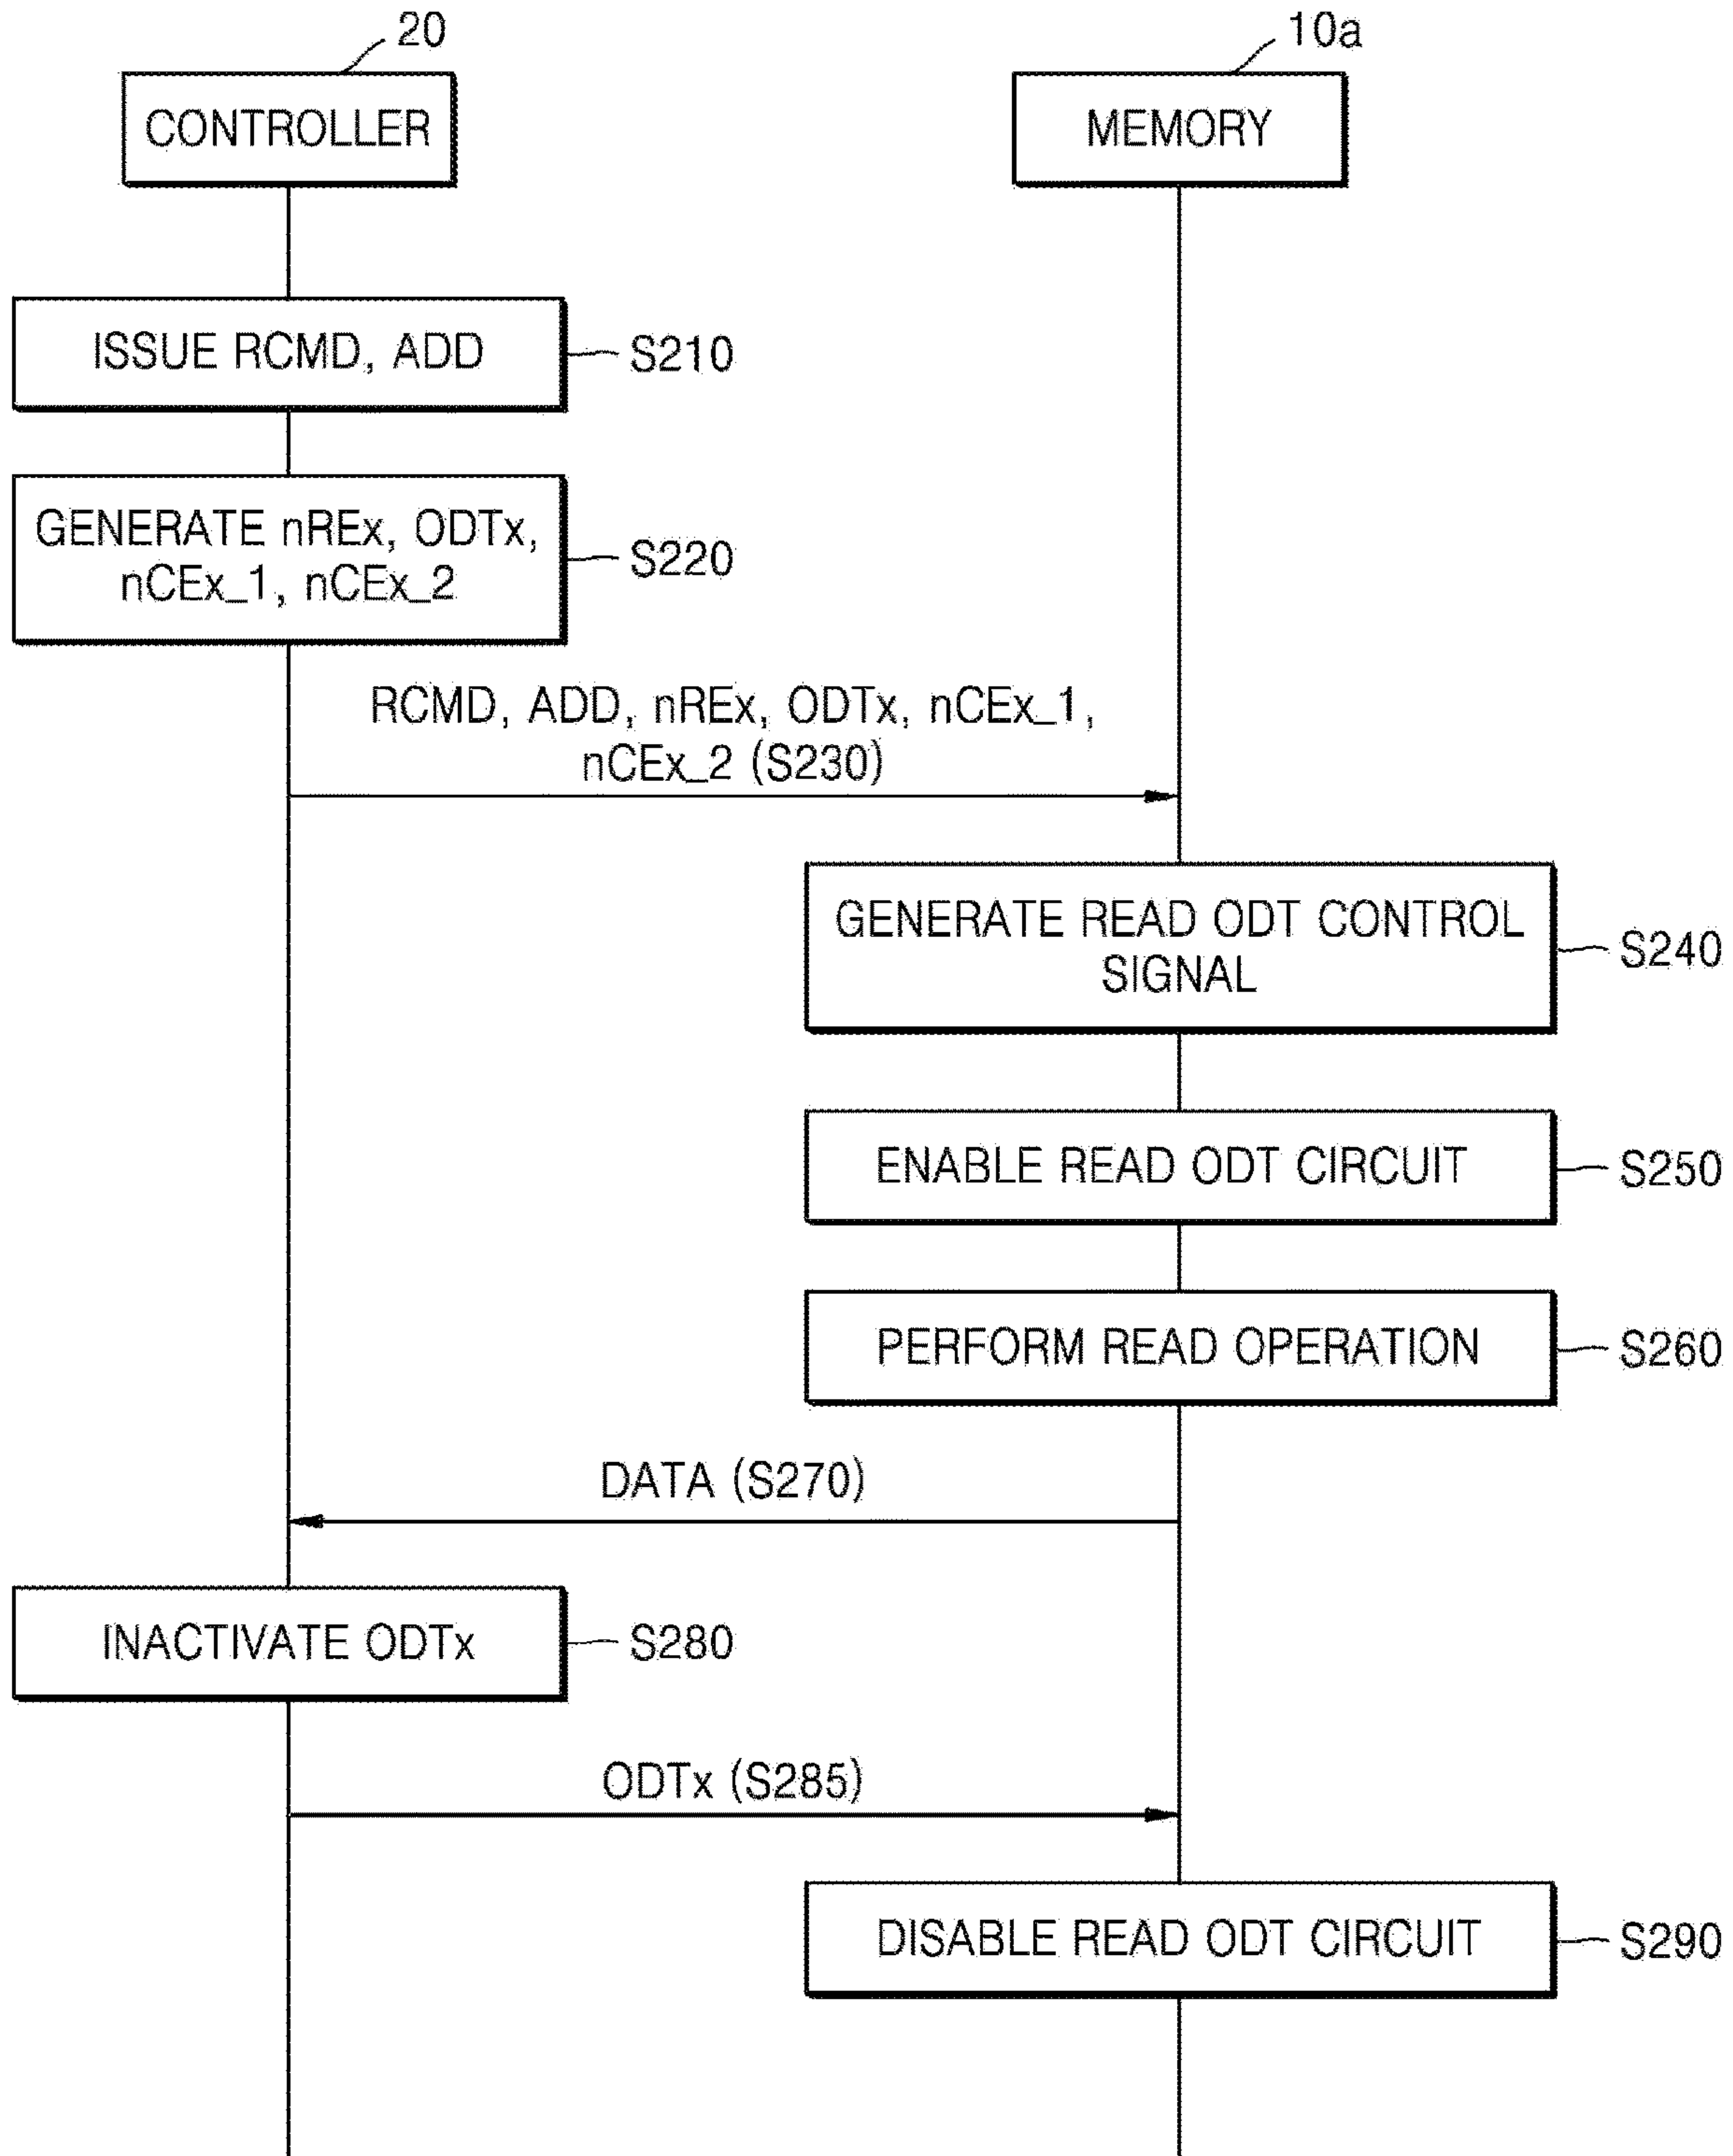 20
10a
CONTROLLER
MEMORY
ISSUE RCMD, ADD
S210
GENERATE nREx, ODTx,
nCEx_1, nCEx_2
S220
RCMD, ADD, nREx, ODTx, nCEx_1,
nCEx_2 (S230)
GENERATE READ ODT CONTROL
SIGNAL
S240
ENABLE READ ODT CIRCUIT
S250
PERFORM READ OPERATION
S260
DATA (S270)
INACTIVATE ODTx
S280
ODTx (S285)
DISABLE READ ODT CIRCUIT
S290